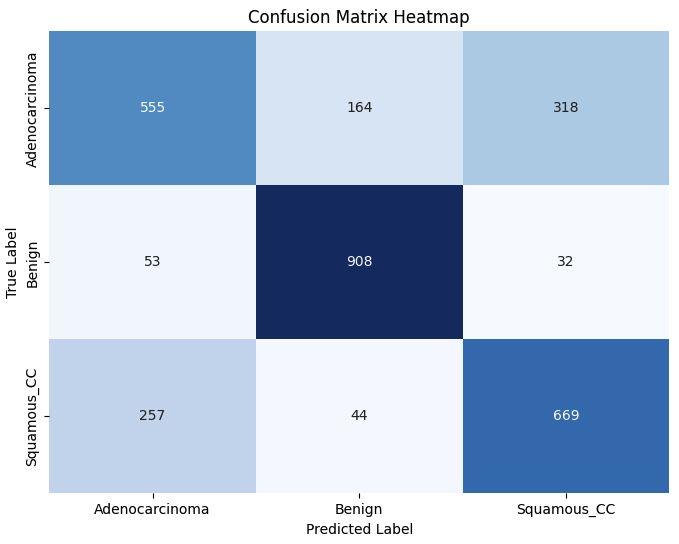 Confusion Matrix Heatmap
True Label
Adenocarcinoma
555 164 318
Benign
53 908 32
Squamous_CC
257 44 669
Adenocarcinoma Benign Squamous_CC
Predicted Label